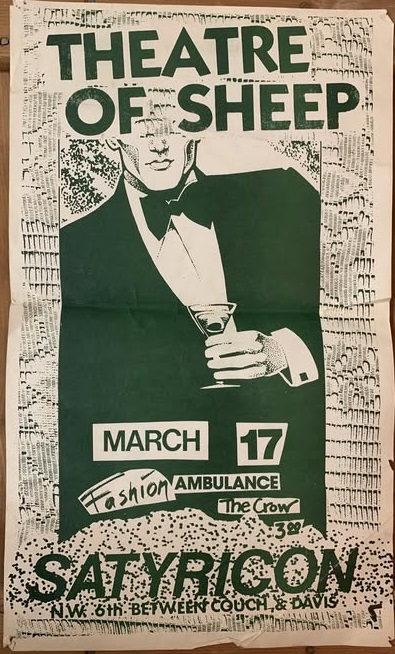 THEATRE
OF SHEEP
MARCH 17
Fashion AMBULANCE
The Crow
3.00
SATYRICON
N.W. 6th BETWEEN COUCH & DAVIS